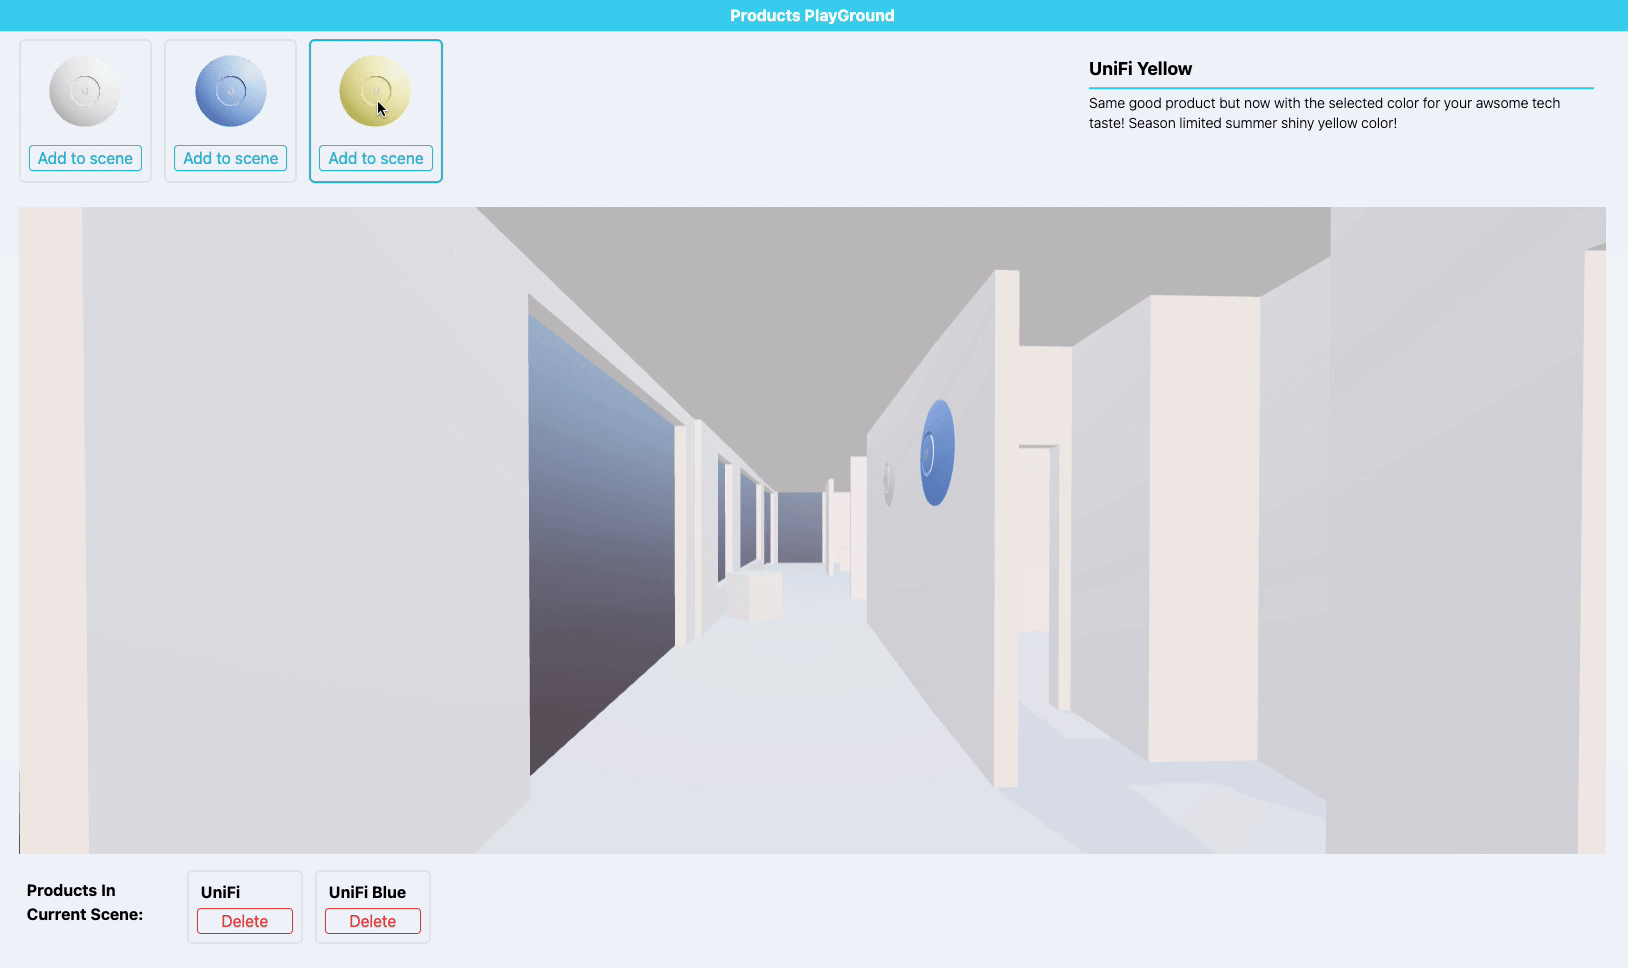 Products PlayGround
Add to scene
Add to scene
Add to scene
UniFi Yellow
Same good product but now with the selected color for your awsome tech
taste! Season limited summer shiny yellow color!
Products In
Current Scene:
UniFi
Delete
UniFi Blue
Delete